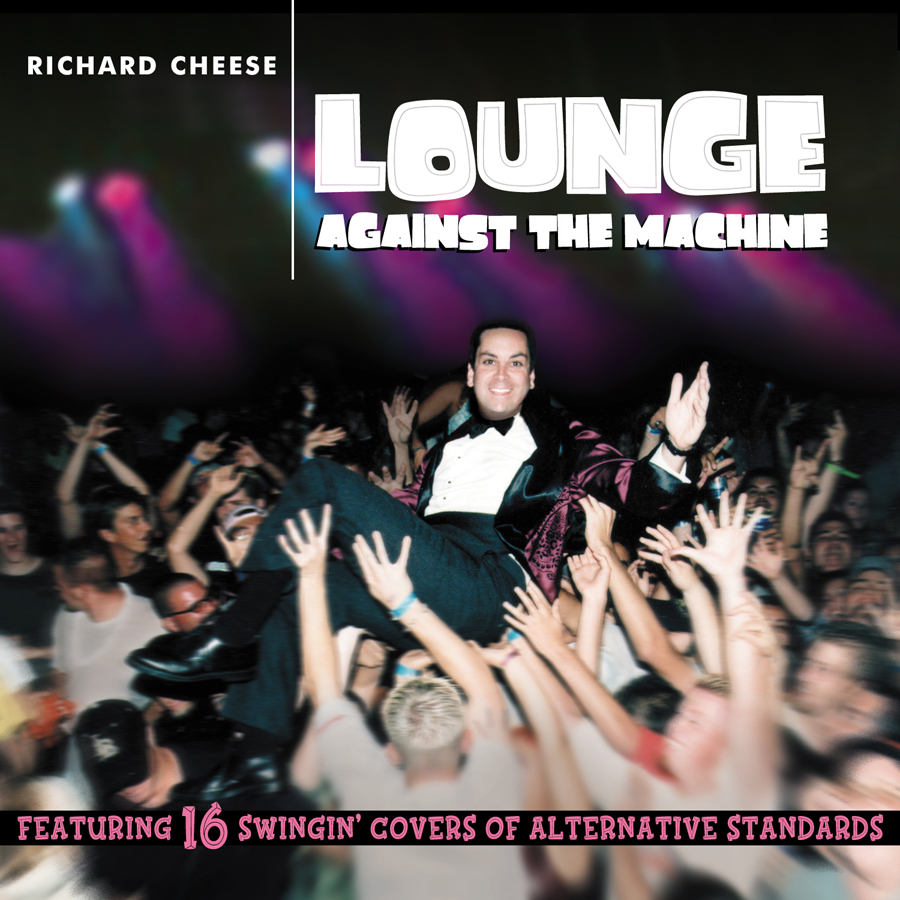 RICHARD CHEESE
LOUNGE
AGAINST THE MACHINE
FEATURING 16 SWINGIN' COVERS OF ALTERNATIVE STANDARDS